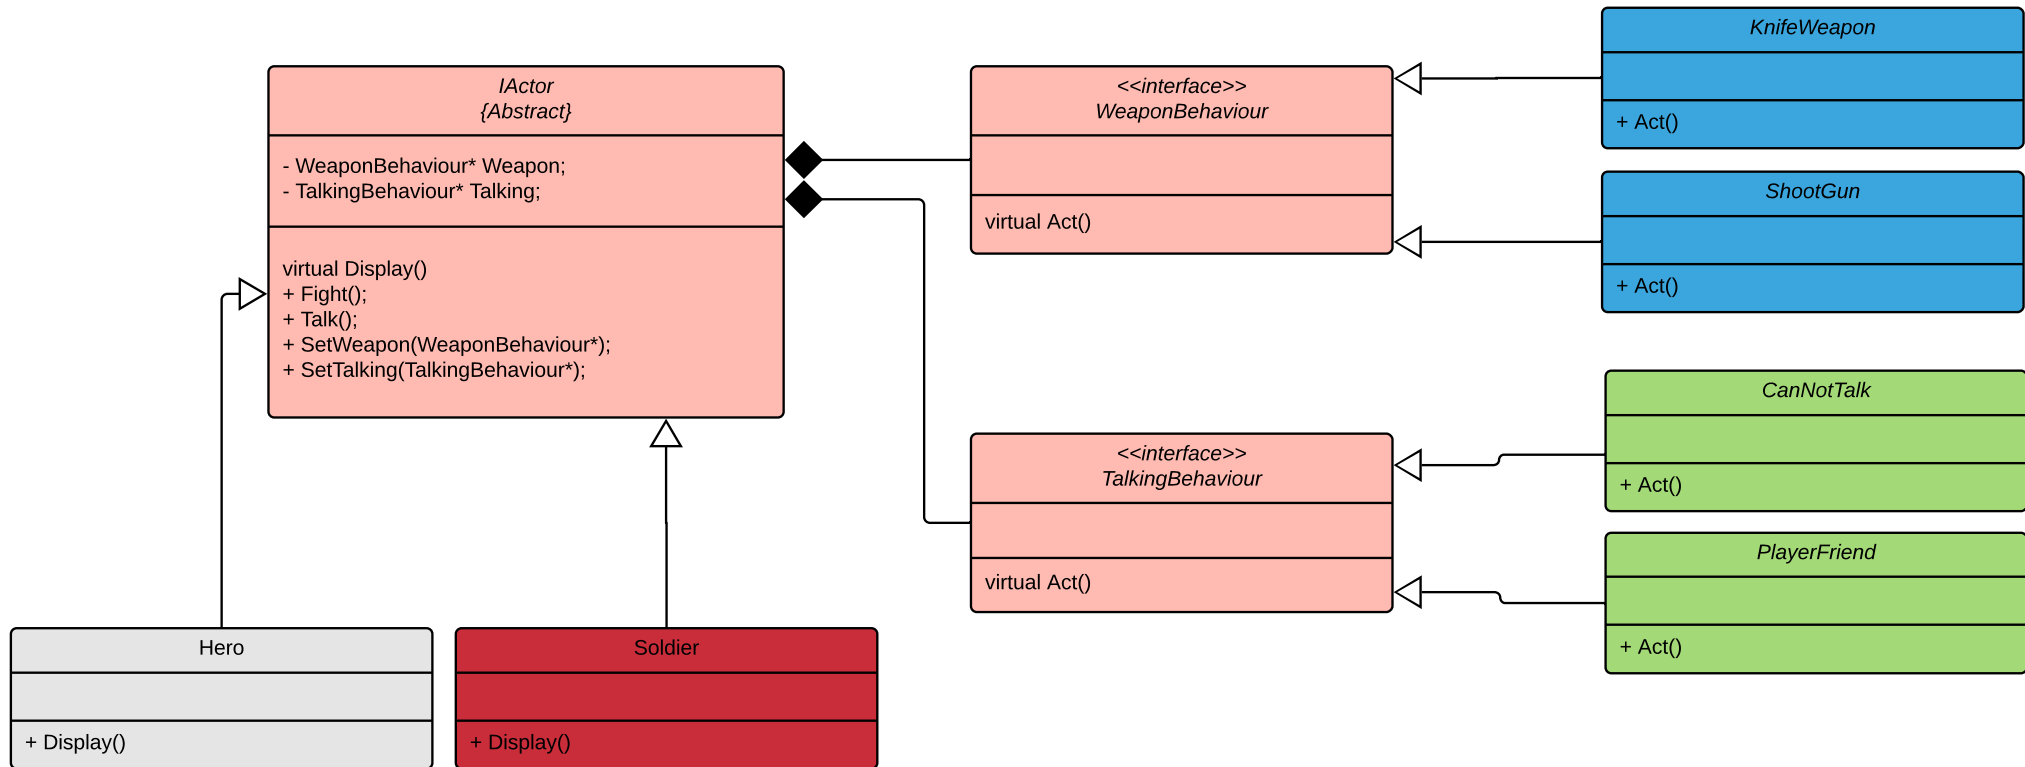 IActor
{Abstract}
- WeaponBehaviour* Weapon;
- TalkingBehaviour* Talking;
virtual Display()
+ Fight();
+ Talk();
+ SetWeapon(WeaponBehaviour*);
+ SetTalking(TalkingBehaviour*);
<<interface>>
WeaponBehaviour
virtual Act()
KnifeWeapon
+ Act()
ShootGun
+ Act()
<<interface>>
TalkingBehaviour
virtual Act()
CanNotTalk
+ Act()
PlayerFriend
+ Act()
Hero
+ Display()
Soldier
+ Display()